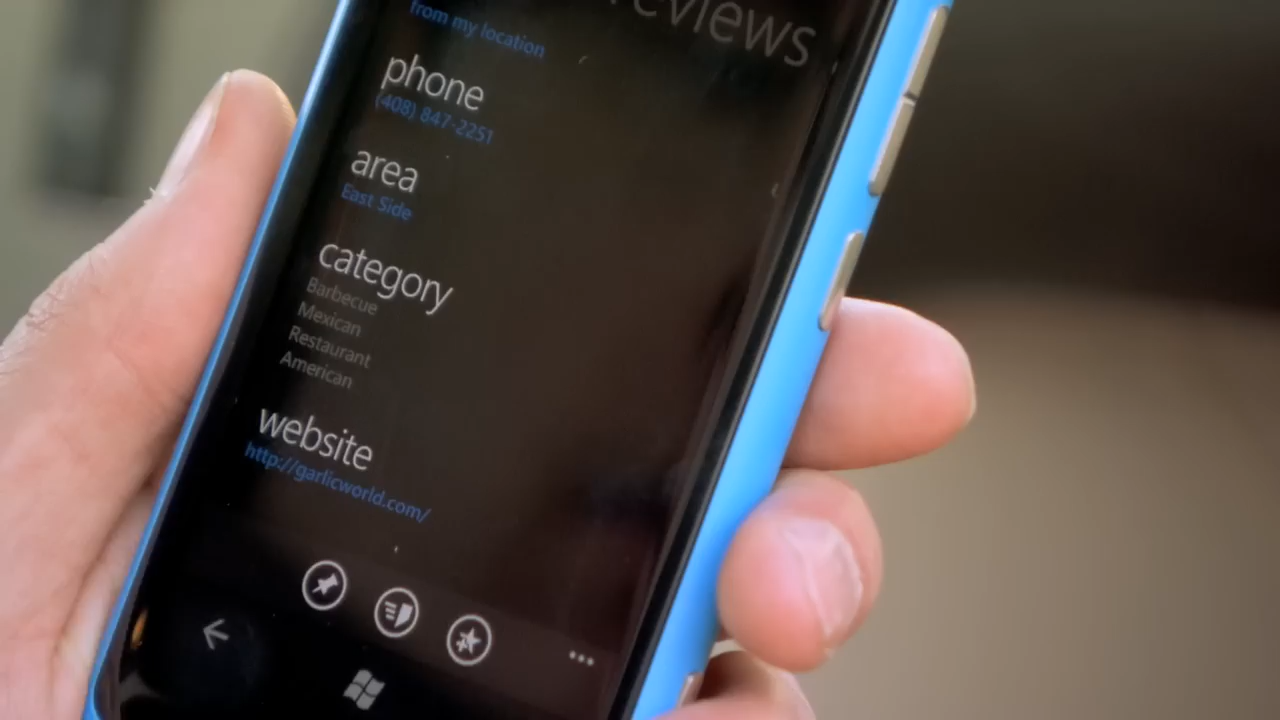 reviews
from my location
phone
(408) 847-2251
area
East Side
category
Barbecue
Mexican
Restaurant
American
website
http://garlicworld.com/